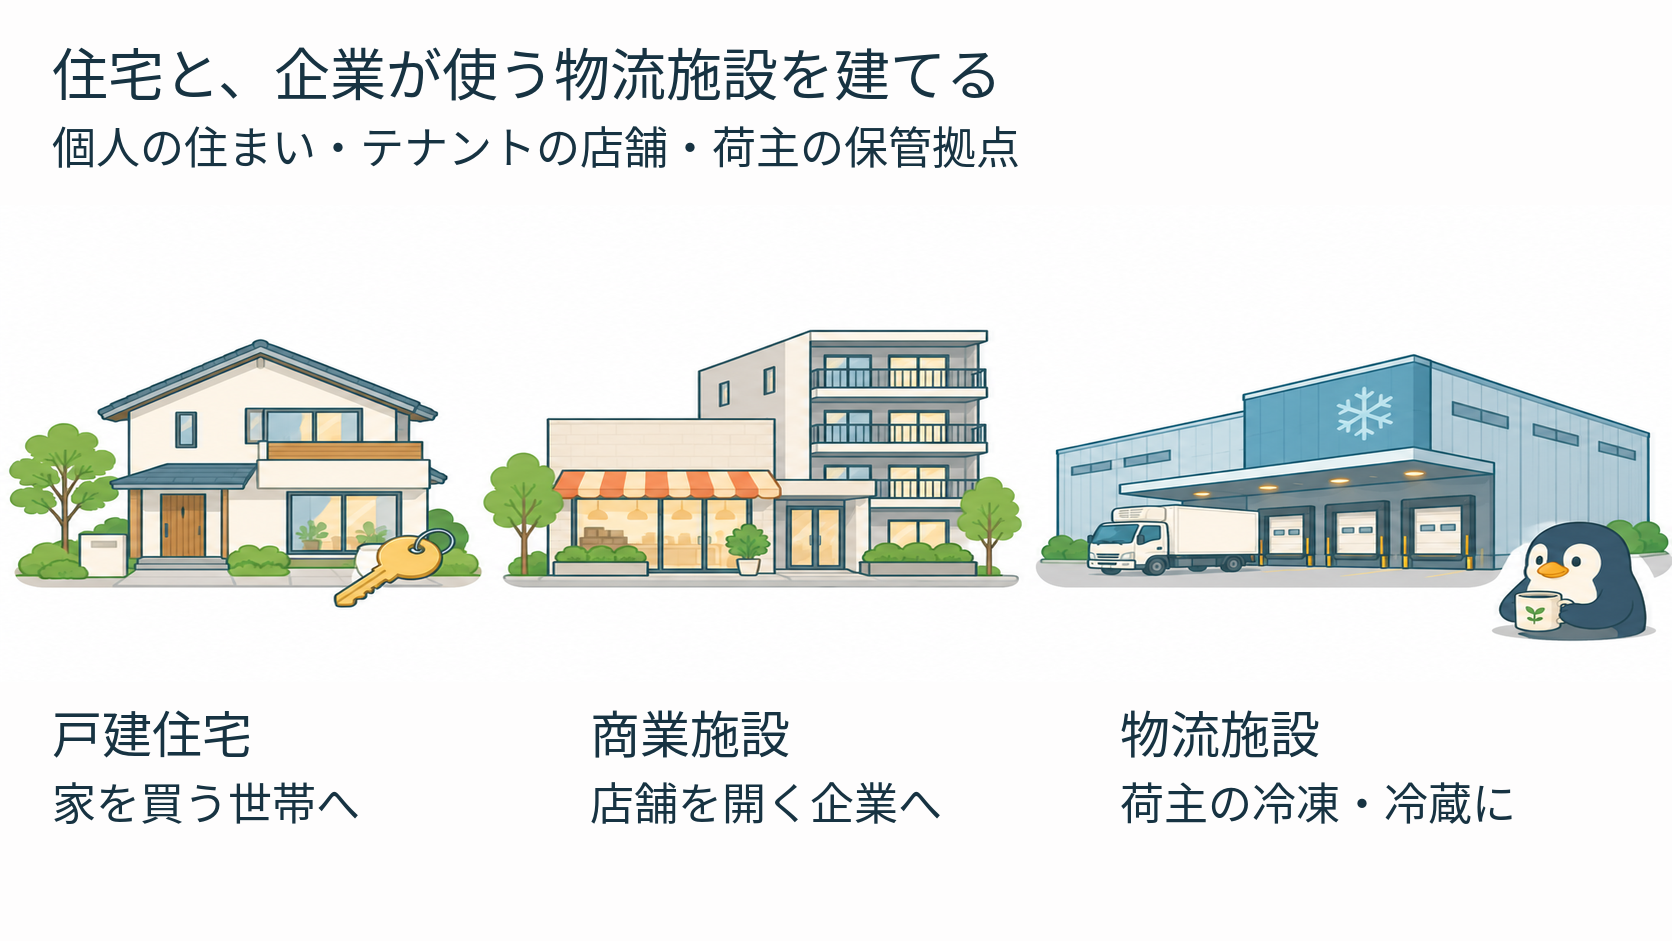 住宅と、企業が使う物流施設を建てる
個人の住まい・テナントの店舗・荷主の保管拠点
戸建住宅
家を買う世帯へ
商業施設
店舗を開く企業へ
物流施設
荷主の冷凍・冷蔵に